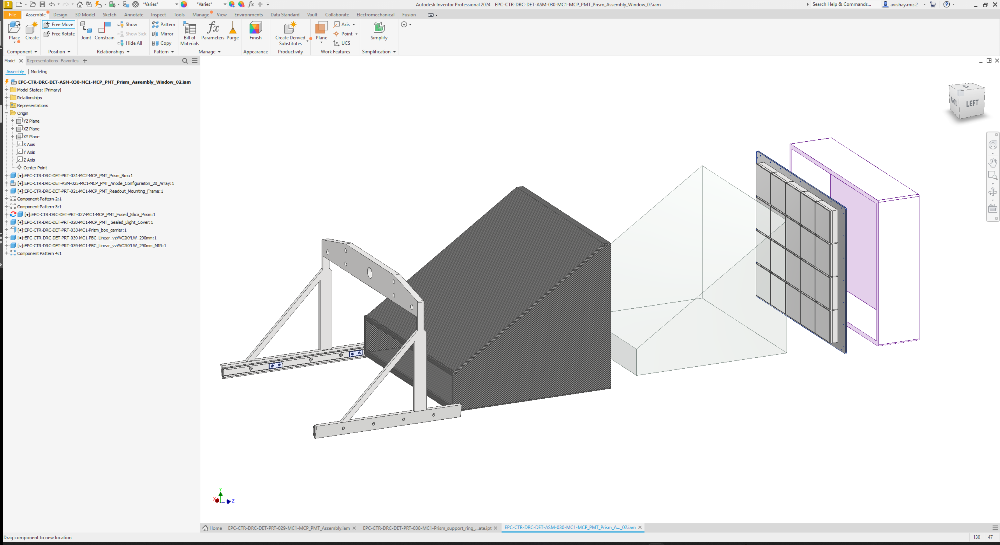 *Varies* *Varies* fx Autodesk Inventor Professional 2024 EPC-CTR-DRC-DET-ASM-030-MC1-MCP_PMT_Prism_Assembly_Window_02.iam Search Help & Commands... avishay.miz.2
File Assemble Design 3D Model Sketch Annotate Inspect Tools Manage View Environments Data Standard Vault Collaborate Electromechanical Fusion
Place Create
Free Move
Free Rotate
Joint Constrain
Show
Show Sick
Hide All
Pattern
Mirror
Copy
Bill of Materials fx Parameters Purge
Finish
Create Derived Substitutes
Plane
Axis
Point
UCS
Simplify
Component Position Relationships Pattern Manage Appearance Productivity Work Features Simplification
Model Representations Favorites +
Assembly | Modeling
EPC-CTR-DRC-DET-ASM-030-MC1-MCP_PMT_Prism_Assembly_Window_02.iam
Model States: [Primary]
Relationships
Representations
Origin
YZ Plane
XZ Plane
XY Plane
X Axis
Y Axis
Z Axis
Center Point
[●]:EPC-CTR-DRC-DET-PRT-031-MC2-MCP_PMT_Prism_Box:1
[●]:EPC-CTR-DRC-DET-ASM-025-MC1-MCP_PMT_Anode_Configuraiton_20_Array:1
[●]:EPC-CTR-DRC-DET-PRT-021-MC1-MCP_PMT_Readout_Mounting_Frame:1
Component Pattern 2:1
Component Pattern 3:1
[●]:EPC-CTR-DRC-DET-PRT-027-MC1-MCP_PMT_Fused_Silica_Prism:1
[●]:EPC-CTR-DRC-DET-PRT-020-MC1-MCP_PMT_ Sealed_LIight_Cover:1
[●]:EPC-CTR-DRC-DET-PRT-033-MC1-Prizm_box_carrier:1
[●]:EPC-CTR-DRC-DET-PRT-039-MC1-PBC_Linear_vzVVC2KYLW_290mm:1
[○]:EPC-CTR-DRC-DET-PRT-039-MC1-PBC_Linear_vzVVC2KYLW_290mm_MIR:1
Component Pattern 4:1
BACK LEFT
Y
X
Z
Home EPC-CTR-DRC-DET-PRT-029-MC1-MCP_PMT_Assembly.iam EPC-CTR-DRC-DET-PRT-038-MC1-Prism_support_ring_...ate.ipt EPC-CTR-DRC-DET-ASM-030-MC1-MCP_PMT_Prism_A..._02.iam
Drag component to new location 130 47